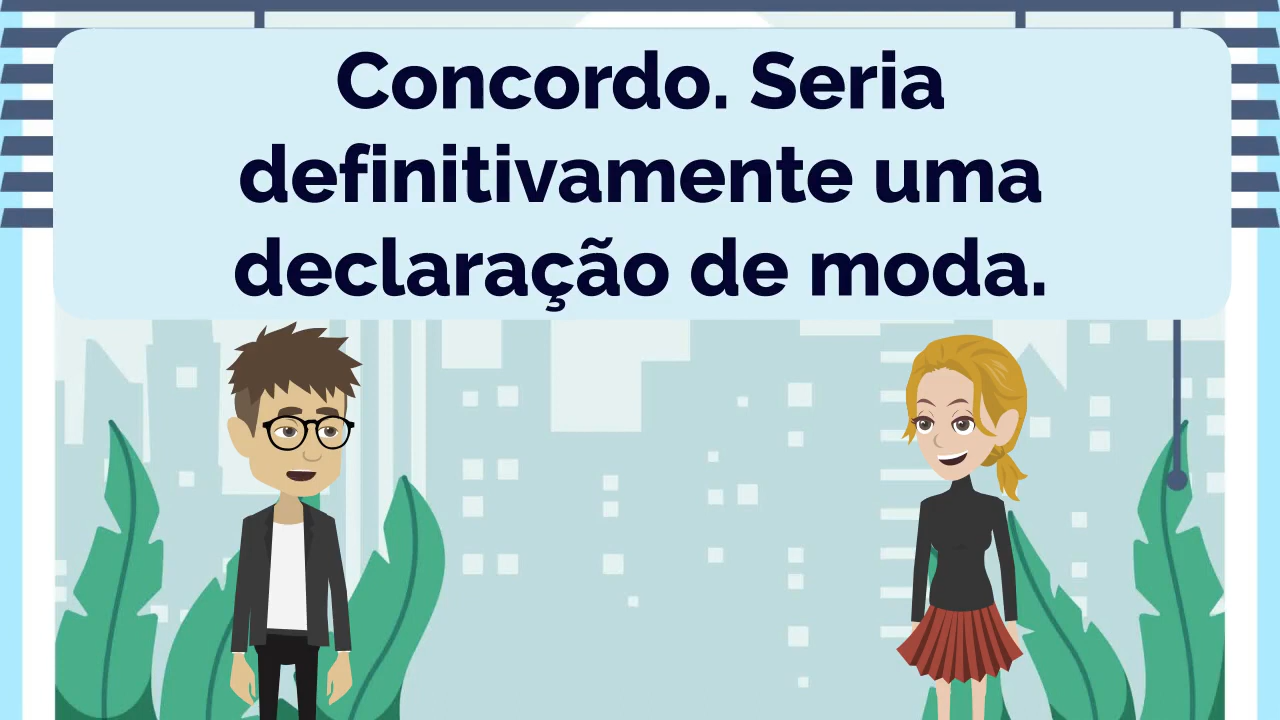 Concordo. Seria
definitivamente uma
declaração de moda.